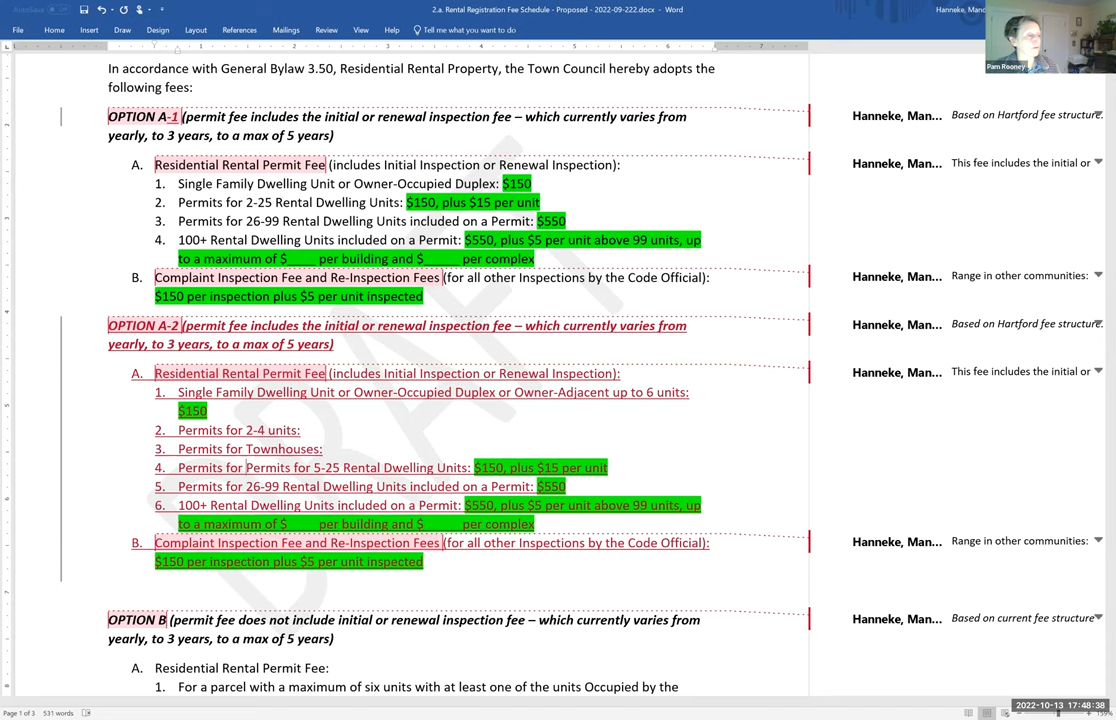 AutoSave Off
2.a. Rental Registration Fee Schedule - Proposed - 2022-09-222.docx - Word
Hanneke, Manc
File Home Insert Draw Design Layout References Mailings Review View Help Tell me what you want to do
Pam Rooney
In accordance with General Bylaw 3.50, Residential Rental Property, the Town Council hereby adopts the
following fees:
OPTION A-1 (permit fee includes the initial or renewal inspection fee – which currently varies from
yearly, to 3 years, to a max of 5 years)
Hanneke, Man... Based on Hartford fee structure.
A. Residential Rental Permit Fee (includes Initial Inspection or Renewal Inspection):
Hanneke, Man... This fee includes the initial or
1. Single Family Dwelling Unit or Owner-Occupied Duplex: $150
2. Permits for 2-25 Rental Dwelling Units: $150, plus $15 per unit
3. Permits for 26-99 Rental Dwelling Units included on a Permit: $550
4. 100+ Rental Dwelling Units included on a Permit: $550, plus $5 per unit above 99 units, up
to a maximum of $____ per building and $_____ per complex
B. Complaint Inspection Fee and Re-Inspection Fees (for all other Inspections by the Code Official):
Hanneke, Man... Range in other communities:
$150 per inspection plus $5 per unit inspected
OPTION A-2 (permit fee includes the initial or renewal inspection fee – which currently varies from
Hanneke, Man... Based on Hartford fee structure.
yearly, to 3 years, to a max of 5 years)
A. Residential Rental Permit Fee (includes Initial Inspection or Renewal Inspection):
Hanneke, Man... This fee includes the initial or
1. Single Family Dwelling Unit or Owner-Occupied Duplex or Owner-Adjacent up to 6 units:
$150
2. Permits for 2-4 units:
3. Permits for Townhouses:
4. Permits for Permits for 5-25 Rental Dwelling Units: $150, plus $15 per unit
5. Permits for 26-99 Rental Dwelling Units included on a Permit: $550
6. 100+ Rental Dwelling Units included on a Permit: $550, plus $5 per unit above 99 units, up
to a maximum of $____ per building and $_____ per complex
B. Complaint Inspection Fee and Re-Inspection Fees (for all other Inspections by the Code Official):
Hanneke, Man... Range in other communities:
$150 per inspection plus $5 per unit inspected
DRAFT
OPTION B (permit fee does not include initial or renewal inspection fee – which currently varies from
Hanneke, Man... Based on current fee structure
yearly, to 3 years, to a max of 5 years)
A. Residential Rental Permit Fee:
1. For a parcel with a maximum of six units with at least one of the units Occupied by the
2022-10-13 17:48:38
Page 1 of 3 531 words